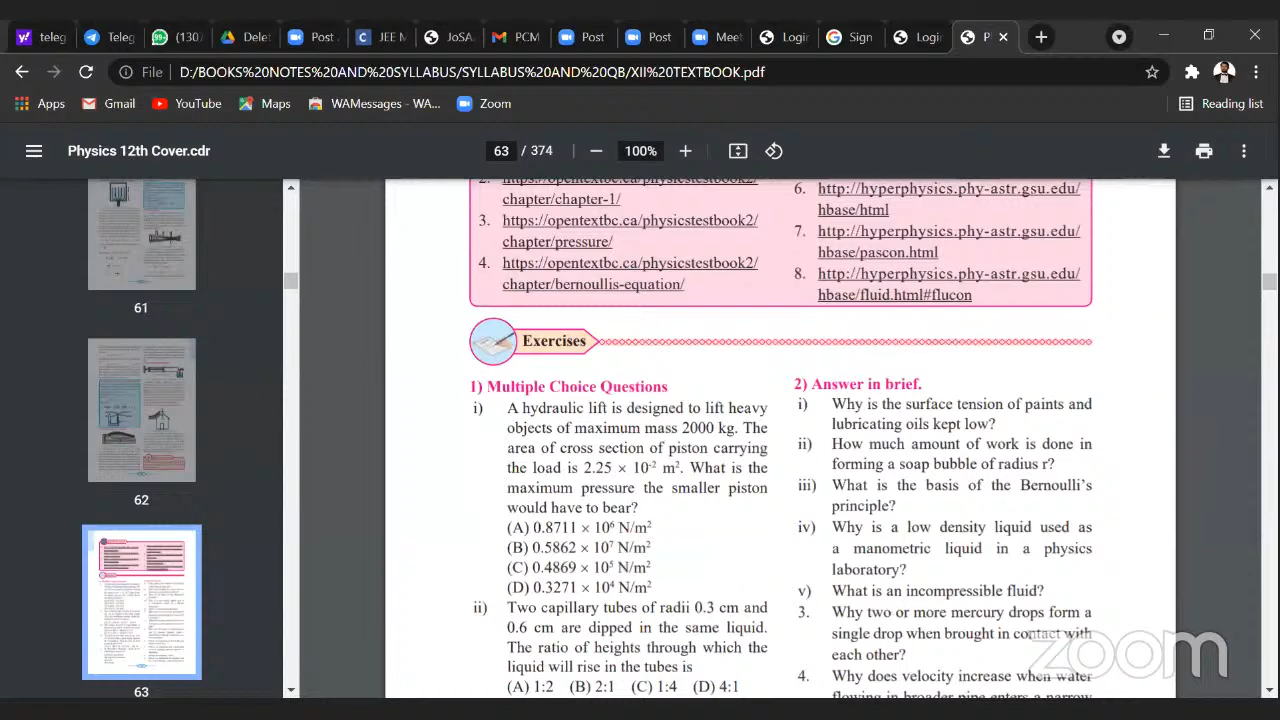 teleg
Teleg
(130
Delet
Post
JEE M
JoSA
PCM
Post
Post
Meet
Login
Sign
Login
File
D:/BOOKS%20NOTES%20AND%20SYLLABUS/SYLLABUS%20AND%20QB/XII%20TEXTBOOK.pdf
Apps
Gmail
YouTube
Maps
WAMessages - WA...
Zoom
Reading list
Physics 12th Cover.cdr
63 / 374
100%
61
62
63
2. https://opentextbc.ca/physicstestbook2/
chapter/chapter-1/
3. https://opentextbc.ca/physicstestbook2/
chapter/pressure/
4. https://opentextbc.ca/physicstestbook2/
chapter/bernoullis-equation/
6. http://hyperphysics.phy-astr.gsu.edu/
hbase/html
7. http://hyperphysics.phy-astr.gsu.edu/
hbase/pascon.html
8. http://hyperphysics.phy-astr.gsu.edu/
hbase/fluid.html#flucon
Exercises
1) Multiple Choice Questions
i) A hydraulic lift is designed to lift heavy
objects of maximum mass 2000 kg. The
area of cross section of piston carrying
the load is 2.25 × 10⁻² m². What is the
maximum pressure the smaller piston
would have to bear?
(A) 0.8711 × 10⁶ N/m²
(B) 0.5862 × 10⁷ N/m²
(C) 0.4869 × 10⁵ N/m²
(D) 0.3271 × 10⁴ N/m²
ii) Two capillary tubes of radii 0.3 cm and
0.6 cm are dipped in the same liquid.
The ratio of heights through which the
liquid will rise in the tubes is
(A) 1:2 (B) 2:1 (C) 1:4 (D) 4:1
2) Answer in brief.
i) Why is the surface tension of paints and
lubricating oils kept low?
ii) How much amount of work is done in
forming a soap bubble of radius r?
iii) What is the basis of the Bernoulli's
principle?
iv) Why is a low density liquid used as
a manometric liquid in a physics
laboratory?
v) What is an incompressible fluid?
3. Why two or more mercury drops form a
single drop when brought in contact with
each other?
4. Why does velocity increase when water
flowing in broader pipe enters a narrow
zoom